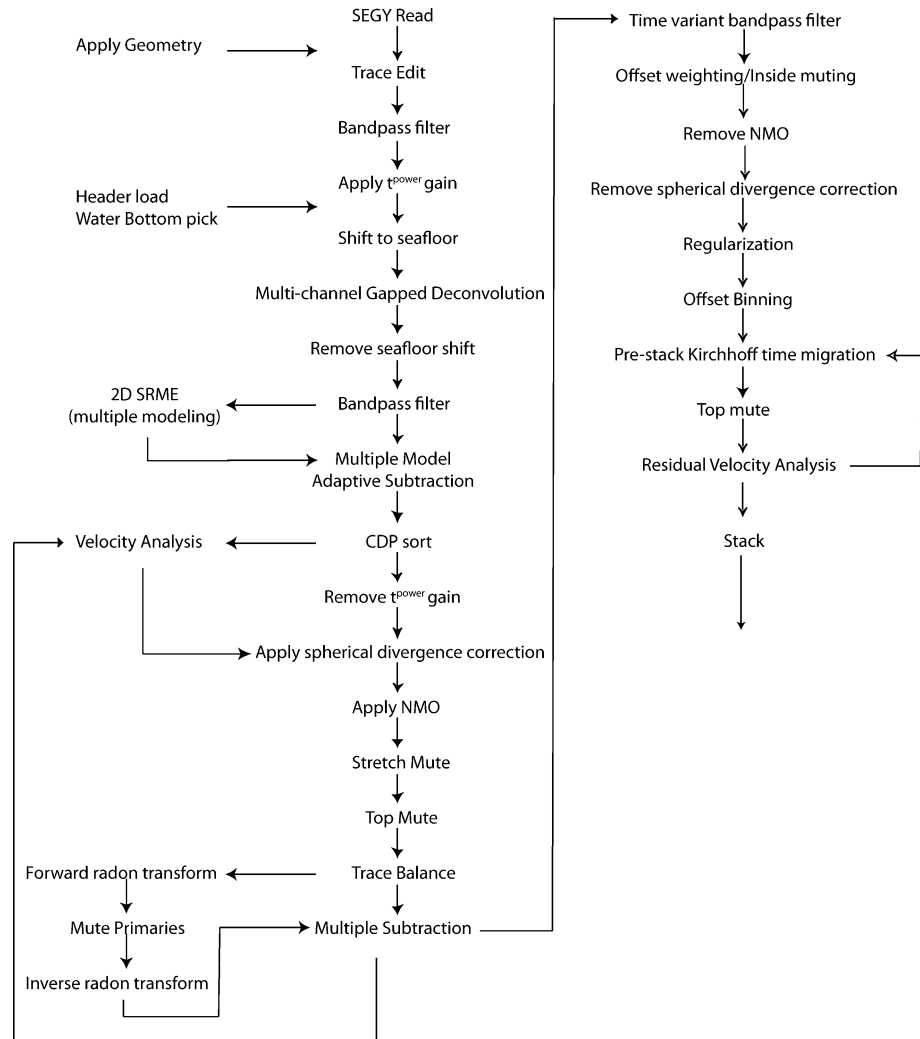 SEGY Read
Apply Geometry
Trace Edit
Bandpass filter
Apply tpower gain
Header load
Water Bottom pick
Shift to seafloor
Multi-channel Gapped Deconvolution
Remove seafloor shift
2D SRME
(multiple modeling)
Bandpass filter
Multiple Model
Adaptive Subtraction
Velocity Analysis
CDP sort
Remove tpower gain
Apply spherical divergence correction
Apply NMO
Stretch Mute
Top Mute
Forward radon transform
Trace Balance
Mute Primaries
Multiple Subtraction
Inverse radon transform
Time variant bandpass filter
Offset weighting/Inside muting
Remove NMO
Remove spherical divergence correction
Regularization
Offset Binning
Pre-stack Kirchhoff time migration
Top mute
Residual Velocity Analysis
Stack